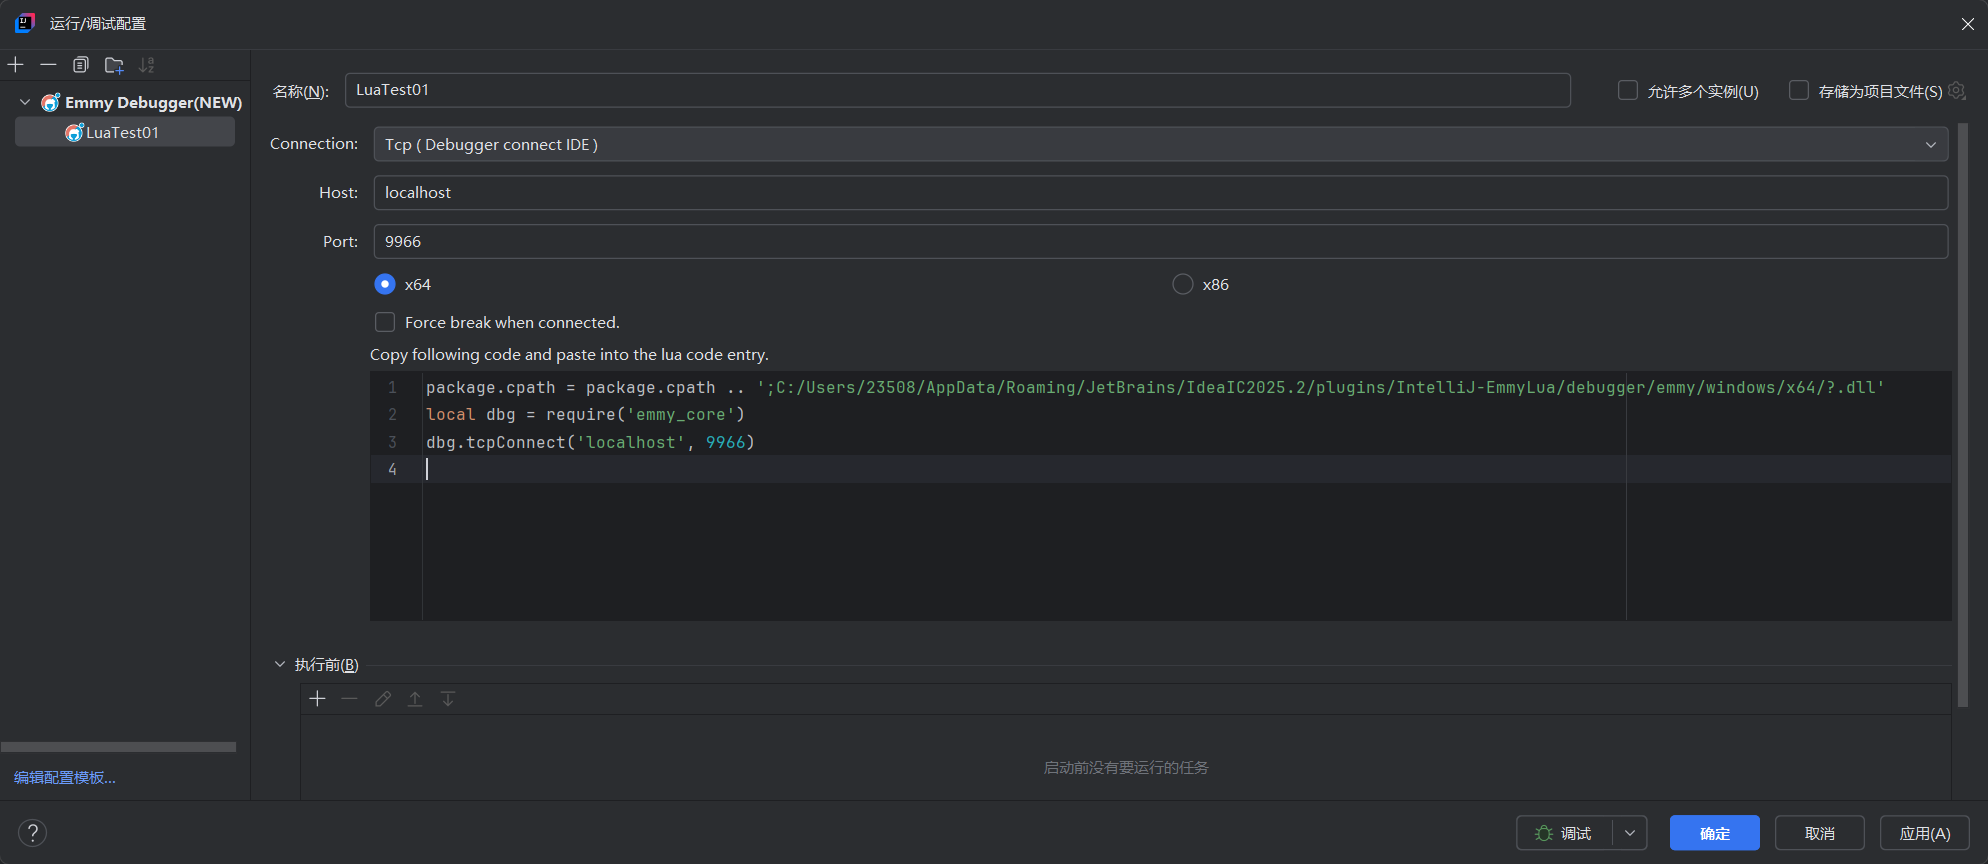 运行/调试配置
Emmy Debugger(NEW)
LuaTest01
编辑配置模板...
名称(N):
LuaTest01
允许多个实例(U)
存储为项目文件(S)
Connection:
Tcp ( Debugger connect IDE )
Host:
localhost
Port:
9966
x64
x86
Force break when connected.
Copy following code and paste into the lua code entry.
1 package.cpath = package.cpath .. ';C:/Users/23508/AppData/Roaming/JetBrains/IdeaIC2025.2/plugins/IntelliJ-EmmyLua/debugger/emmy/windows/x64/?.dll'
2 local dbg = require('emmy_core')
3 dbg.tcpConnect('localhost', 9966)
4
执行前(B)
启动前没有要运行的任务
?
调试
确定
取消
应用(A)